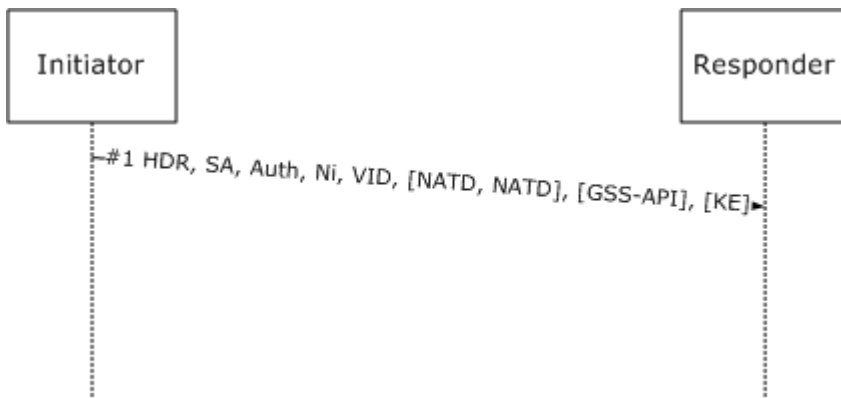 Initiator
Responder
#1 HDR, SA, Auth, Ni, VID, [NATD, NATD], [GSS-API], [KE]